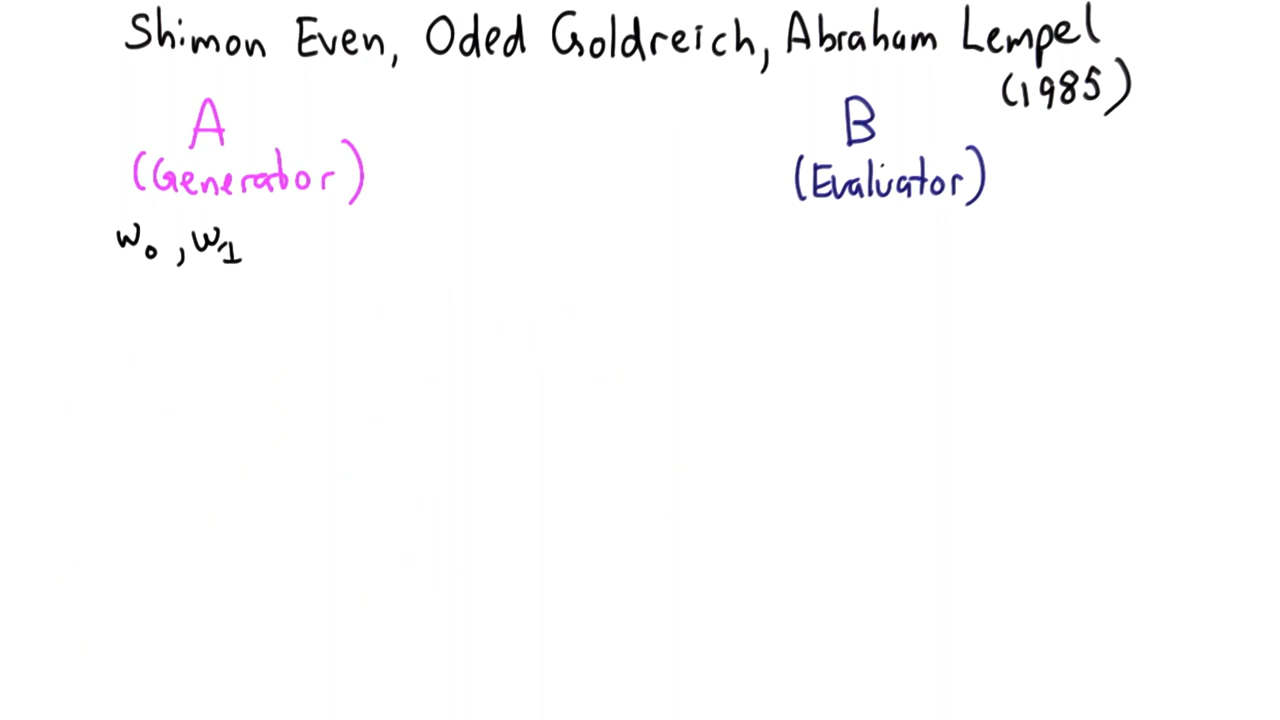 Shimon Even, Oded Goldreich, Abraham Lempel
(1985)
A B
(Generator) (Evaluator)
w₀, w₁